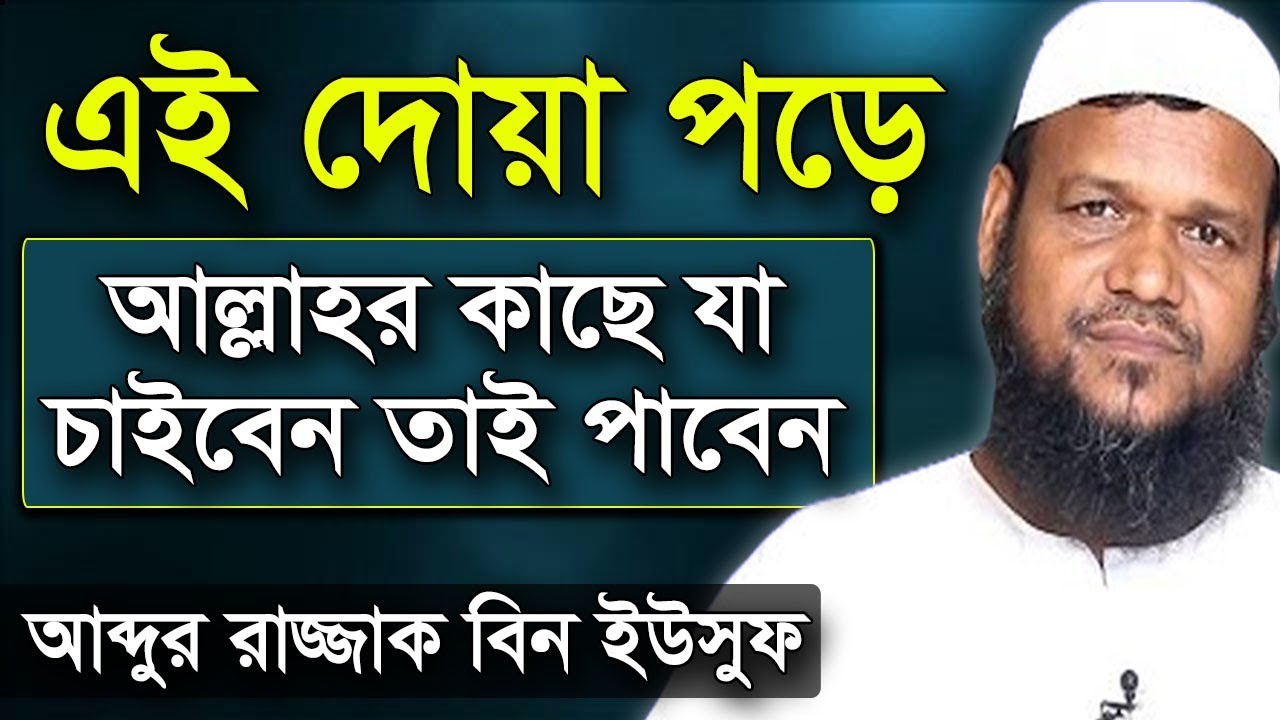 এই দোয়া পড়ে
আল্লাহর কাছে যা
চাইবেন তাই পাবেন
আব্দুর রাজ্জাক বিন ইউসুফ